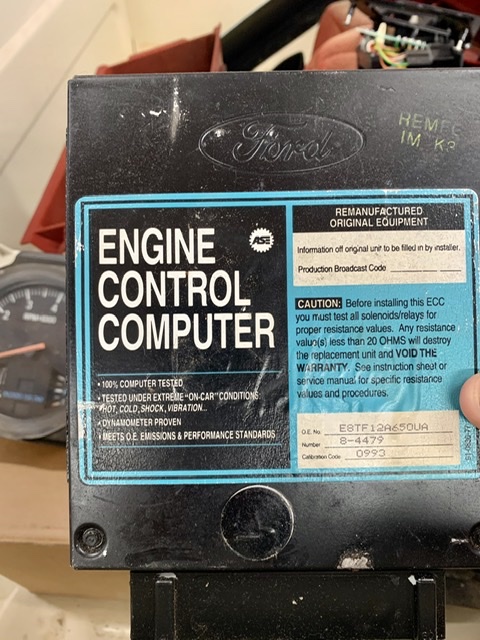 Ford
ENGINE
CONTROL
COMPUTER
ASE
• 100% COMPUTER TESTED
• TESTED UNDER EXTREME "ON-CAR" CONDITIONS:
HOT, COLD, SHOCK, VIBRATION...
• DYNAMOMETER PROVEN
• MEETS O.E. EMISSIONS & PERFORMANCE STANDARDS
REMANUFACTURED
ORIGINAL EQUIPMENT
Information off original unit to be filled in by installer.
Production Broadcast Code
CAUTION: Before installing this ECC
you must test all solenoids/relays for
proper resistance values. Any resistance
value(s) less than 20 OHMS will destroy
the replacement unit and VOID THE
WARRANTY. See instruction sheet or
service manual for specific resistance
values and procedures.
O.E. No. E8TF12A650UA
Number 8-4479
Calibration Code 0993